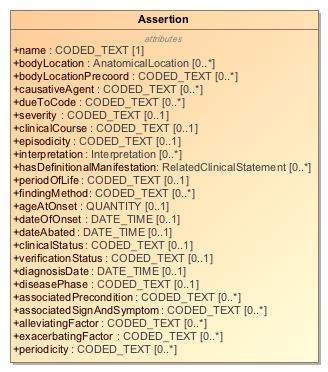 Assertion
attributes
+name : CODED_TEXT [1]
+bodyLocation : AnatomicalLocation [0..*]
+bodyLocationPrecoord : CODED_TEXT [0..*]
+causativeAgent : CODED_TEXT [0..*]
+dueToCode : CODED_TEXT [0..*]
+severity : CODED_TEXT [0..1]
+clinicalCourse : CODED_TEXT [0..1]
+episodicity : CODED_TEXT [0..1]
+interpretation : Interpretation [0..*]
+hasDefinitionalManifestation: RelatedClinicalStatement [0..*]
+periodOfLife : CODED_TEXT [0..1]
+findingMethod : CODED_TEXT [0..*]
+ageAtOnset : QUANTITY [0..1]
+dateOfOnset : DATE_TIME [0..1]
+dateAbated : DATE_TIME [0..1]
+clinicalStatus : CODED_TEXT [0..1]
+verificationStatus : CODED_TEXT [0..1]
+diagnosisDate : DATE_TIME [0..1]
+diseasePhase : CODED_TEXT [0..1]
+associatedPrecondition : CODED_TEXT [0..*]
+associatedSignAndSymptom : CODED_TEXT [0..*]
+alleviatingFactor : CODED_TEXT [0..*]
+exacerbatingFactor : CODED_TEXT [0..*]
+periodicity : CODED_TEXT [0..*]